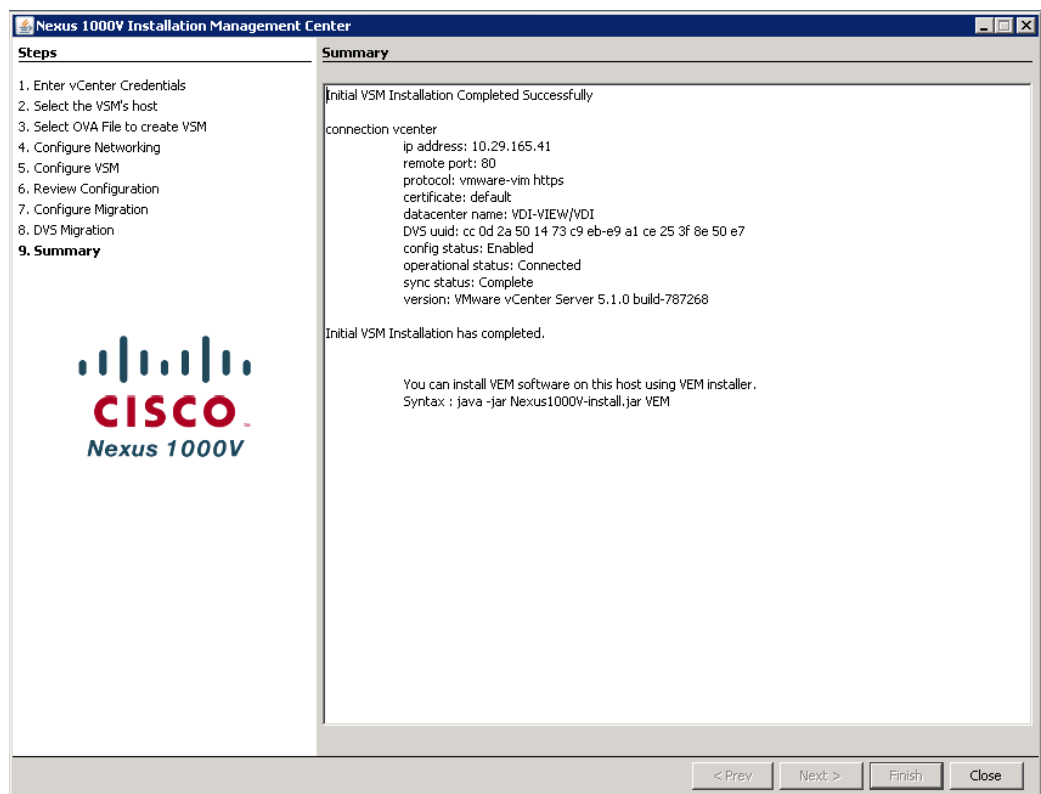 Nexus 1000V Installation Management Center
Steps
1. Enter vCenter Credentials
2. Select the VSM's host
3. Select OVA File to create VSM
4. Configure Networking
5. Configure VSM
6. Review Configuration
7. Configure Migration
8. DVS Migration
9. Summary
CISCO
Nexus 1000V
Summary
Initial VSM Installation Completed Successfully
connection vcenter
ip address: 10.29.165.41
remote port: 80
protocol: vmware-vim https
certificate: default
datacenter name: VDI-VIEW/VDI
DVS uuid: cc 0d 2a 50 14 73 c9 eb-e9 a1 ce 25 3f 8e 50 e7
config status: Enabled
operational status: Connected
sync status: Complete
version: VMware vCenter Server 5.1.0 build-787268
Initial VSM Installation has completed.
You can install VEM software on this host using VEM installer.
Syntax : java -jar Nexus1000V-install.jar VEM
< Prev
Next >
Finish
Close